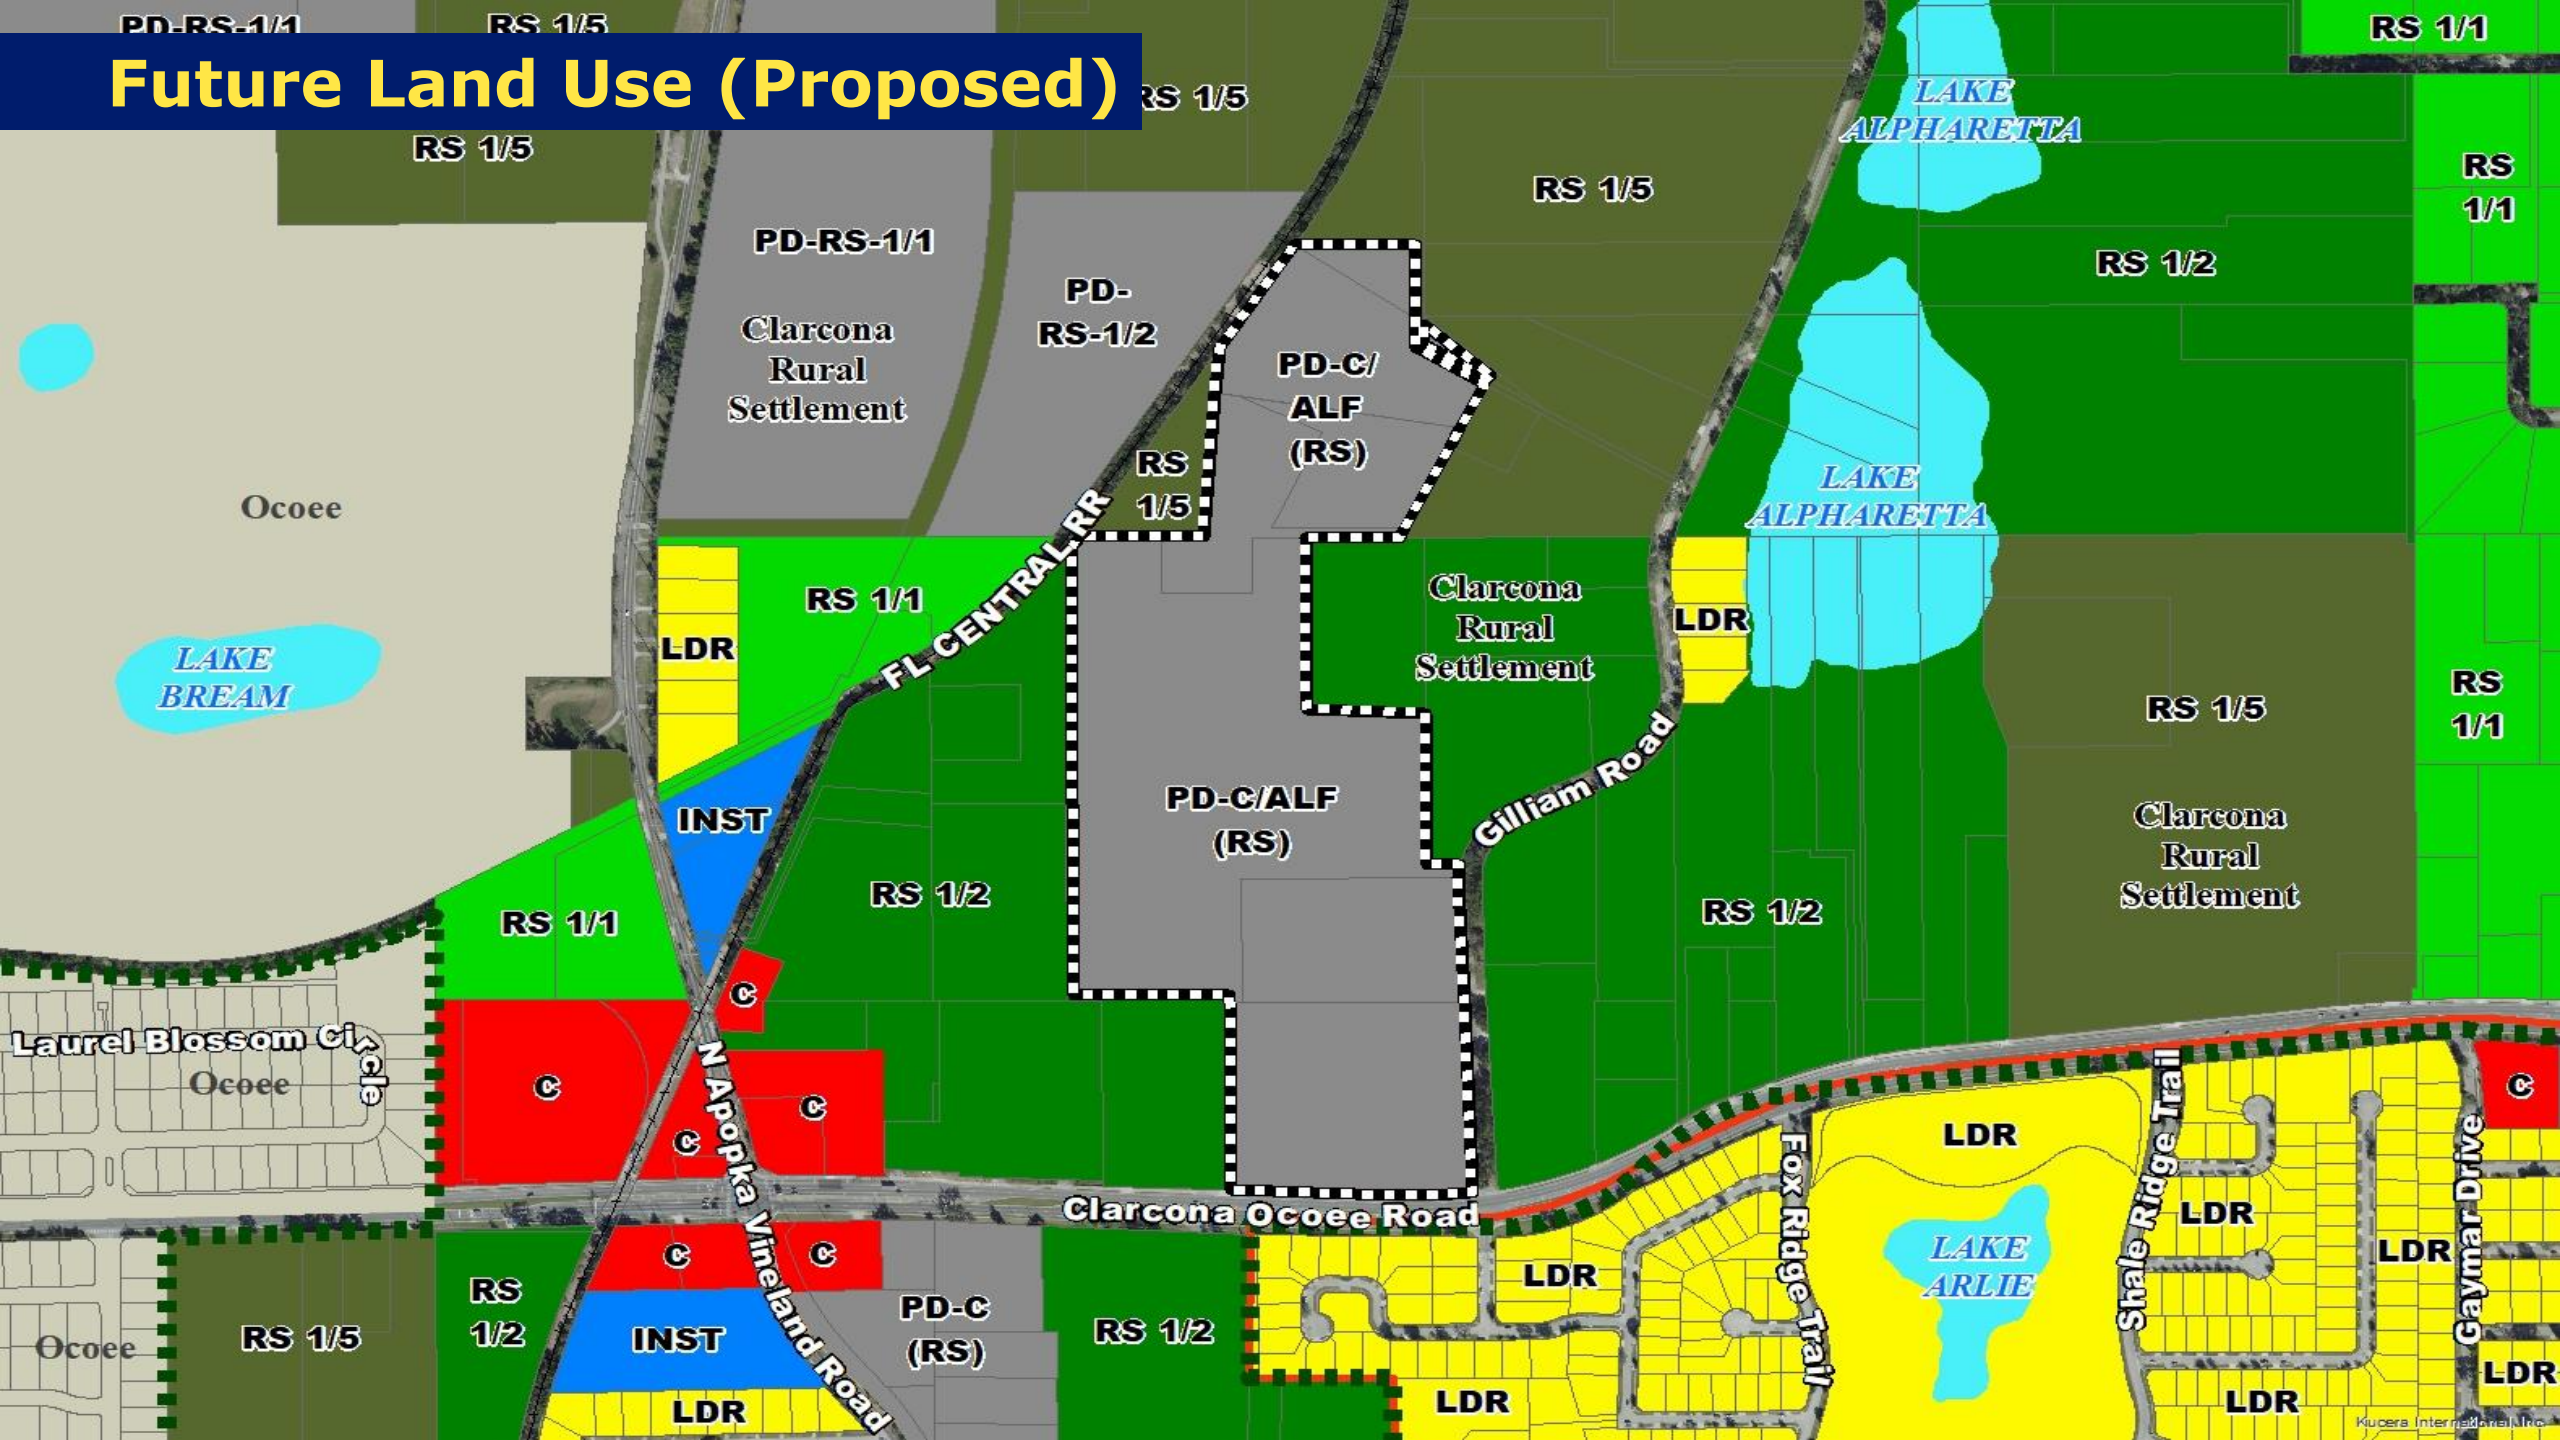 PD-RS-1/1
RS 1/5
RS 1/1
Future Land Use (Proposed)
RS 1/5
LAKE
ALPHARETTA
RS 1/5
RS 1/5
RS
1/1
PD-RS-1/1
RS 1/2
PD-
RS-1/2
Clarcona
Rural
Settlement
PD-C/
ALF
(RS)
RS
1/5
LAKE
ALPHARETTA
Ocoee
FL CENTRAL RR
RS 1/1
Clarcona
Rural
Settlement
LDR
LDR
LAKE
BREAM
RS 1/5
RS
1/1
Gilliam Road
PD-C/ALF
(RS)
INST
Clarcona
Rural
Settlement
RS 1/2
RS 1/2
RS 1/1
C
Laurel Blossom Circle
Ocoee
C
C
C
C
N Apopka Vineland Road
LDR
Clarcona Ocoee Road
Fox Ridge Trail
Shale Ridge Trail
Gaymar Drive
LDR
LDR
LAKE
ARLIE
C
C
LDR
RS
1/2
PD-C
(RS)
RS 1/2
Ocoee
RS 1/5
INST
LDR
LDR
LDR
LDR
Kucera International, Inc.